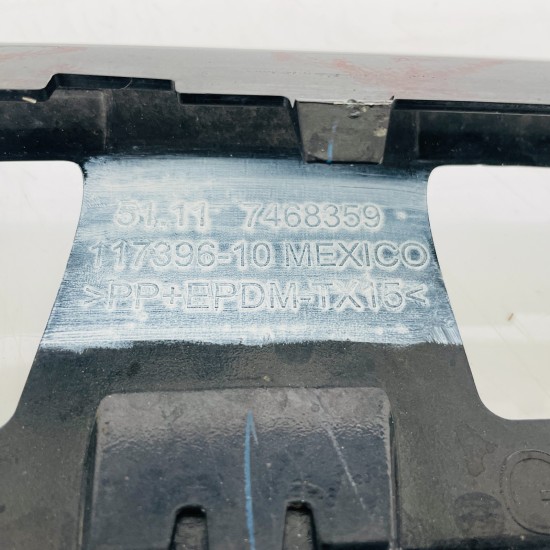 51.11 7468359
117396-10 MEXICO
>PP+EPDM-TX15<